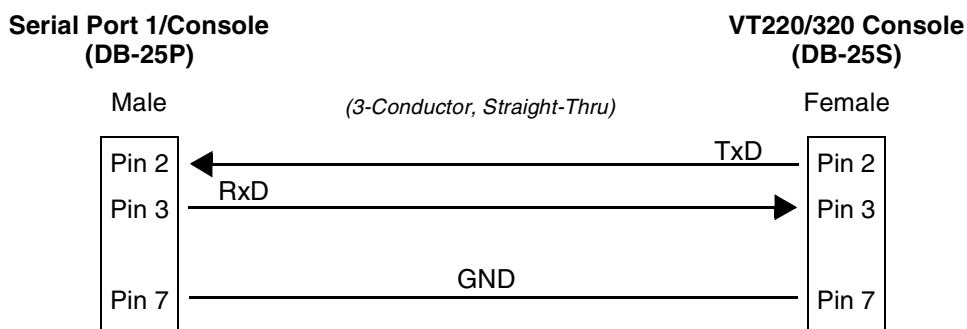 Serial Port 1/Console
(DB-25P)
VT220/320 Console
(DB-25S)
Male
(3-Conductor, Straight-Thru)
Female
Pin 2
TxD
Pin 2
RxD
Pin 3
Pin 3
GND
Pin 7
Pin 7